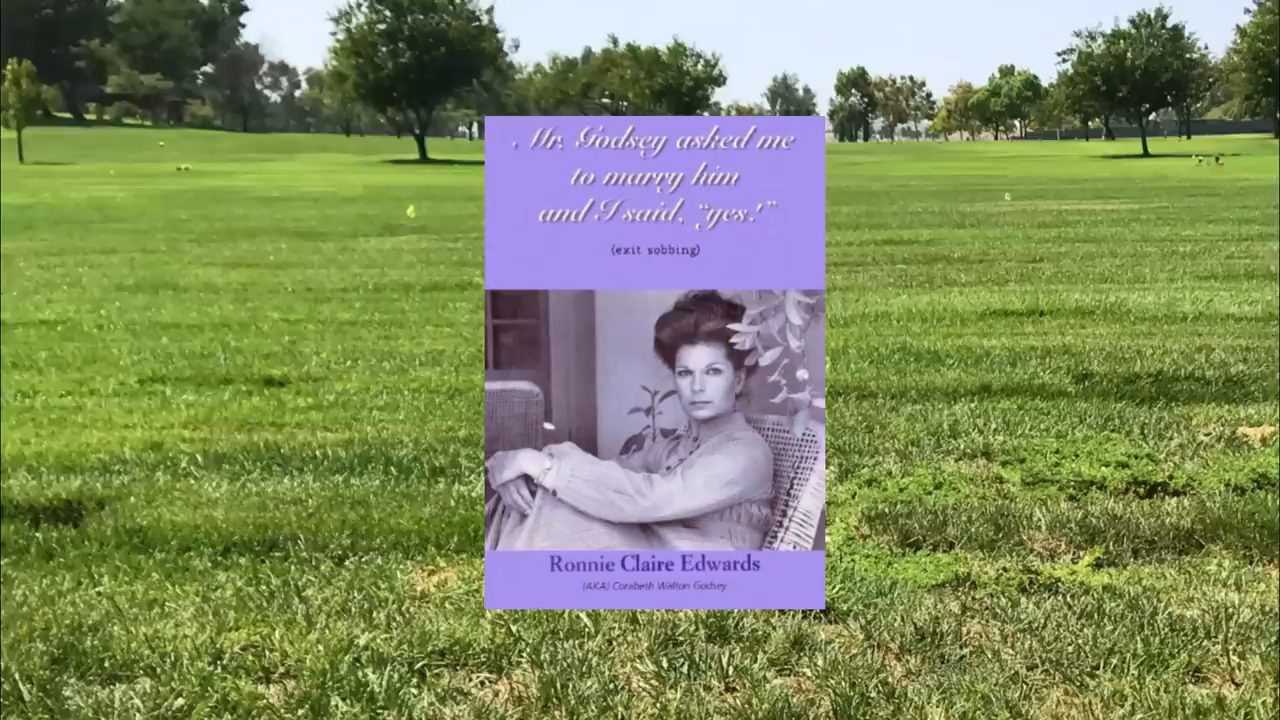 Mr. Godsey asked me
to marry him
and I said, "yes!"
(exit sobbing)
Ronnie Claire Edwards
(AKA) Corabeth Walton Godsey